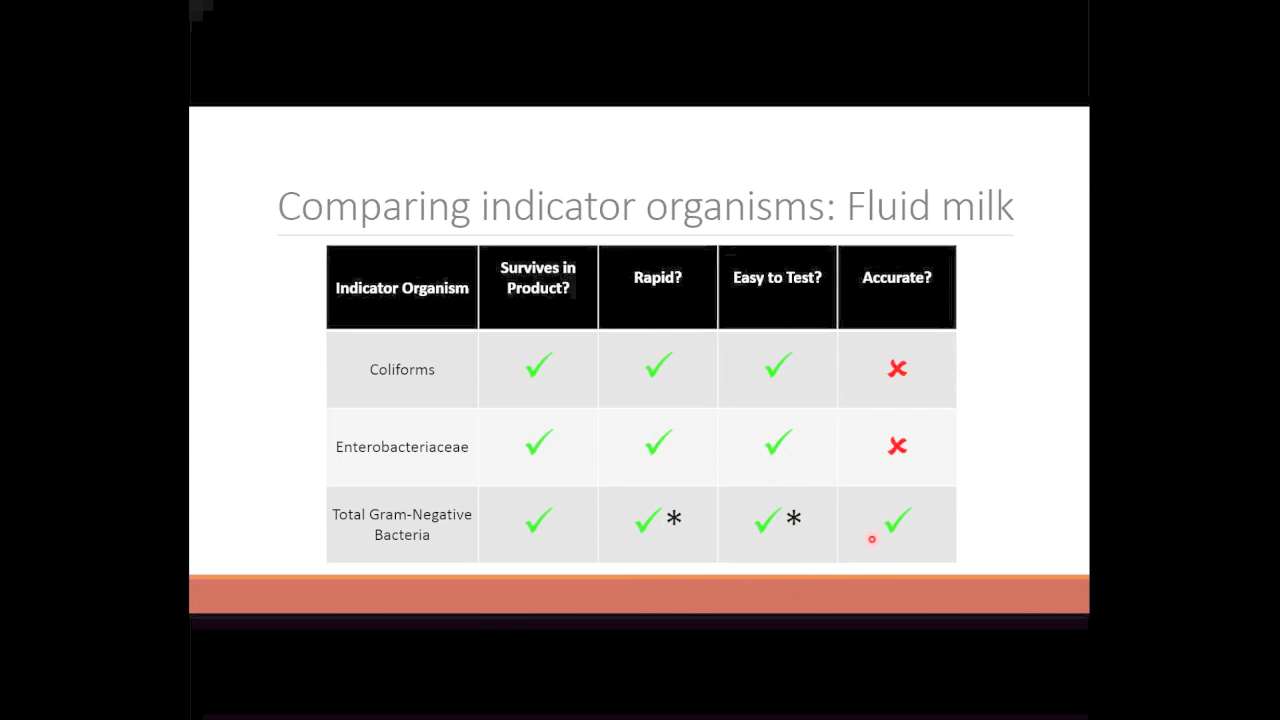 Comparing indicator organisms: Fluid milk
Indicator Organism
Survives in
Product?
Rapid?
Easy to Test?
Accurate?
Coliforms
✓ ✓ ✓ ✘
Enterobacteriaceae
✓ ✓ ✓ ✘
Total Gram-Negative
Bacteria
✓ ✓* ✓* ✓